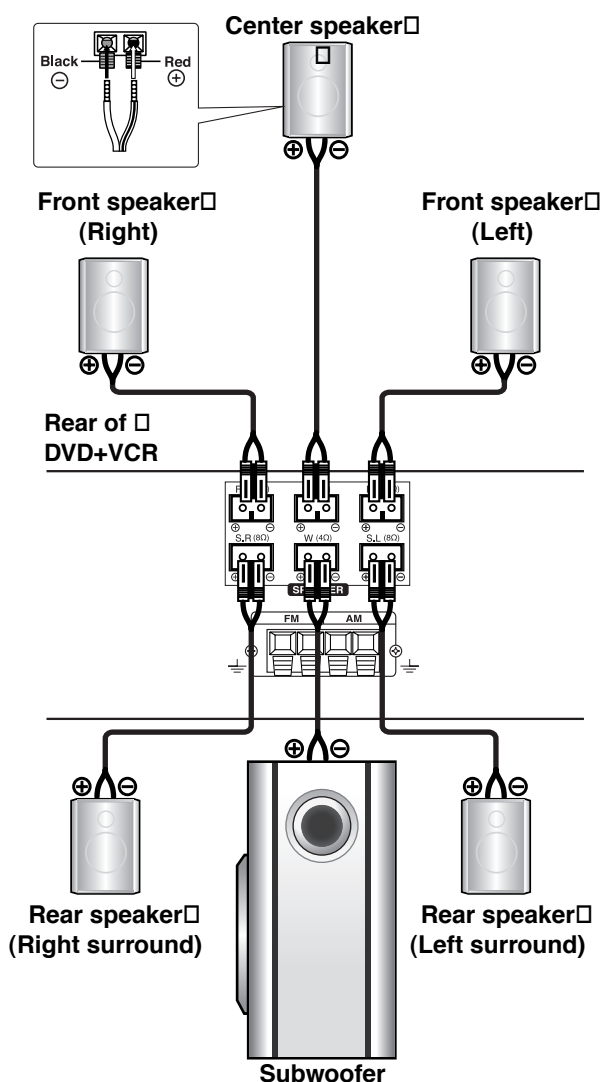 Center speaker□
Black
Red
⊖
⊕
⊕ ⊖
Front speaker□
(Right)
Front speaker□
(Left)
⊕ ⊖
⊕ ⊖
Rear of □
DVD+VCR
⊕ ⊖ ⊕ ⊖ ⊕ ⊖
S.R (8Ω) W (4Ω) S.L (8Ω)
⊕ ⊖ ⊕ ⊖ ⊕ ⊖
FM AM
⊕ ⊖
⊕ ⊖
⊕ ⊖
Rear speaker□
(Right surround)
Rear speaker□
(Left surround)
Subwoofer